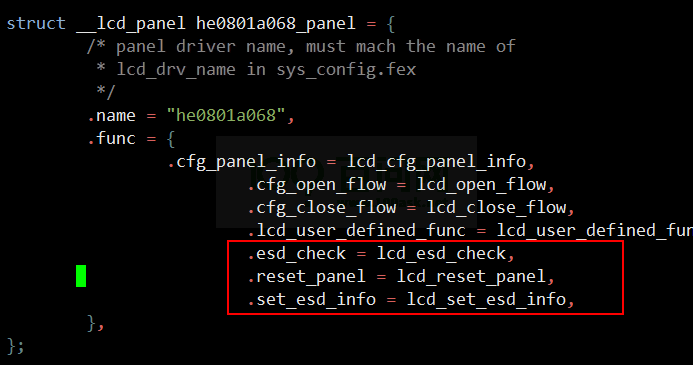 struct __lcd_panel he0801a068_panel = {
/* panel driver name, must mach the name of
* lcd_drv_name in sys_config.fex
*/
.name = "he0801a068",
.func = {
.cfg_panel_info = lcd_cfg_panel_info,
.cfg_open_flow = lcd_open_flow,
.cfg_close_flow = lcd_close_flow,
.lcd_user_defined_func = lcd_user_defined_fun
.esd_check = lcd_esd_check,
.reset_panel = lcd_reset_panel,
.set_esd_info = lcd_set_esd_info,
},
};